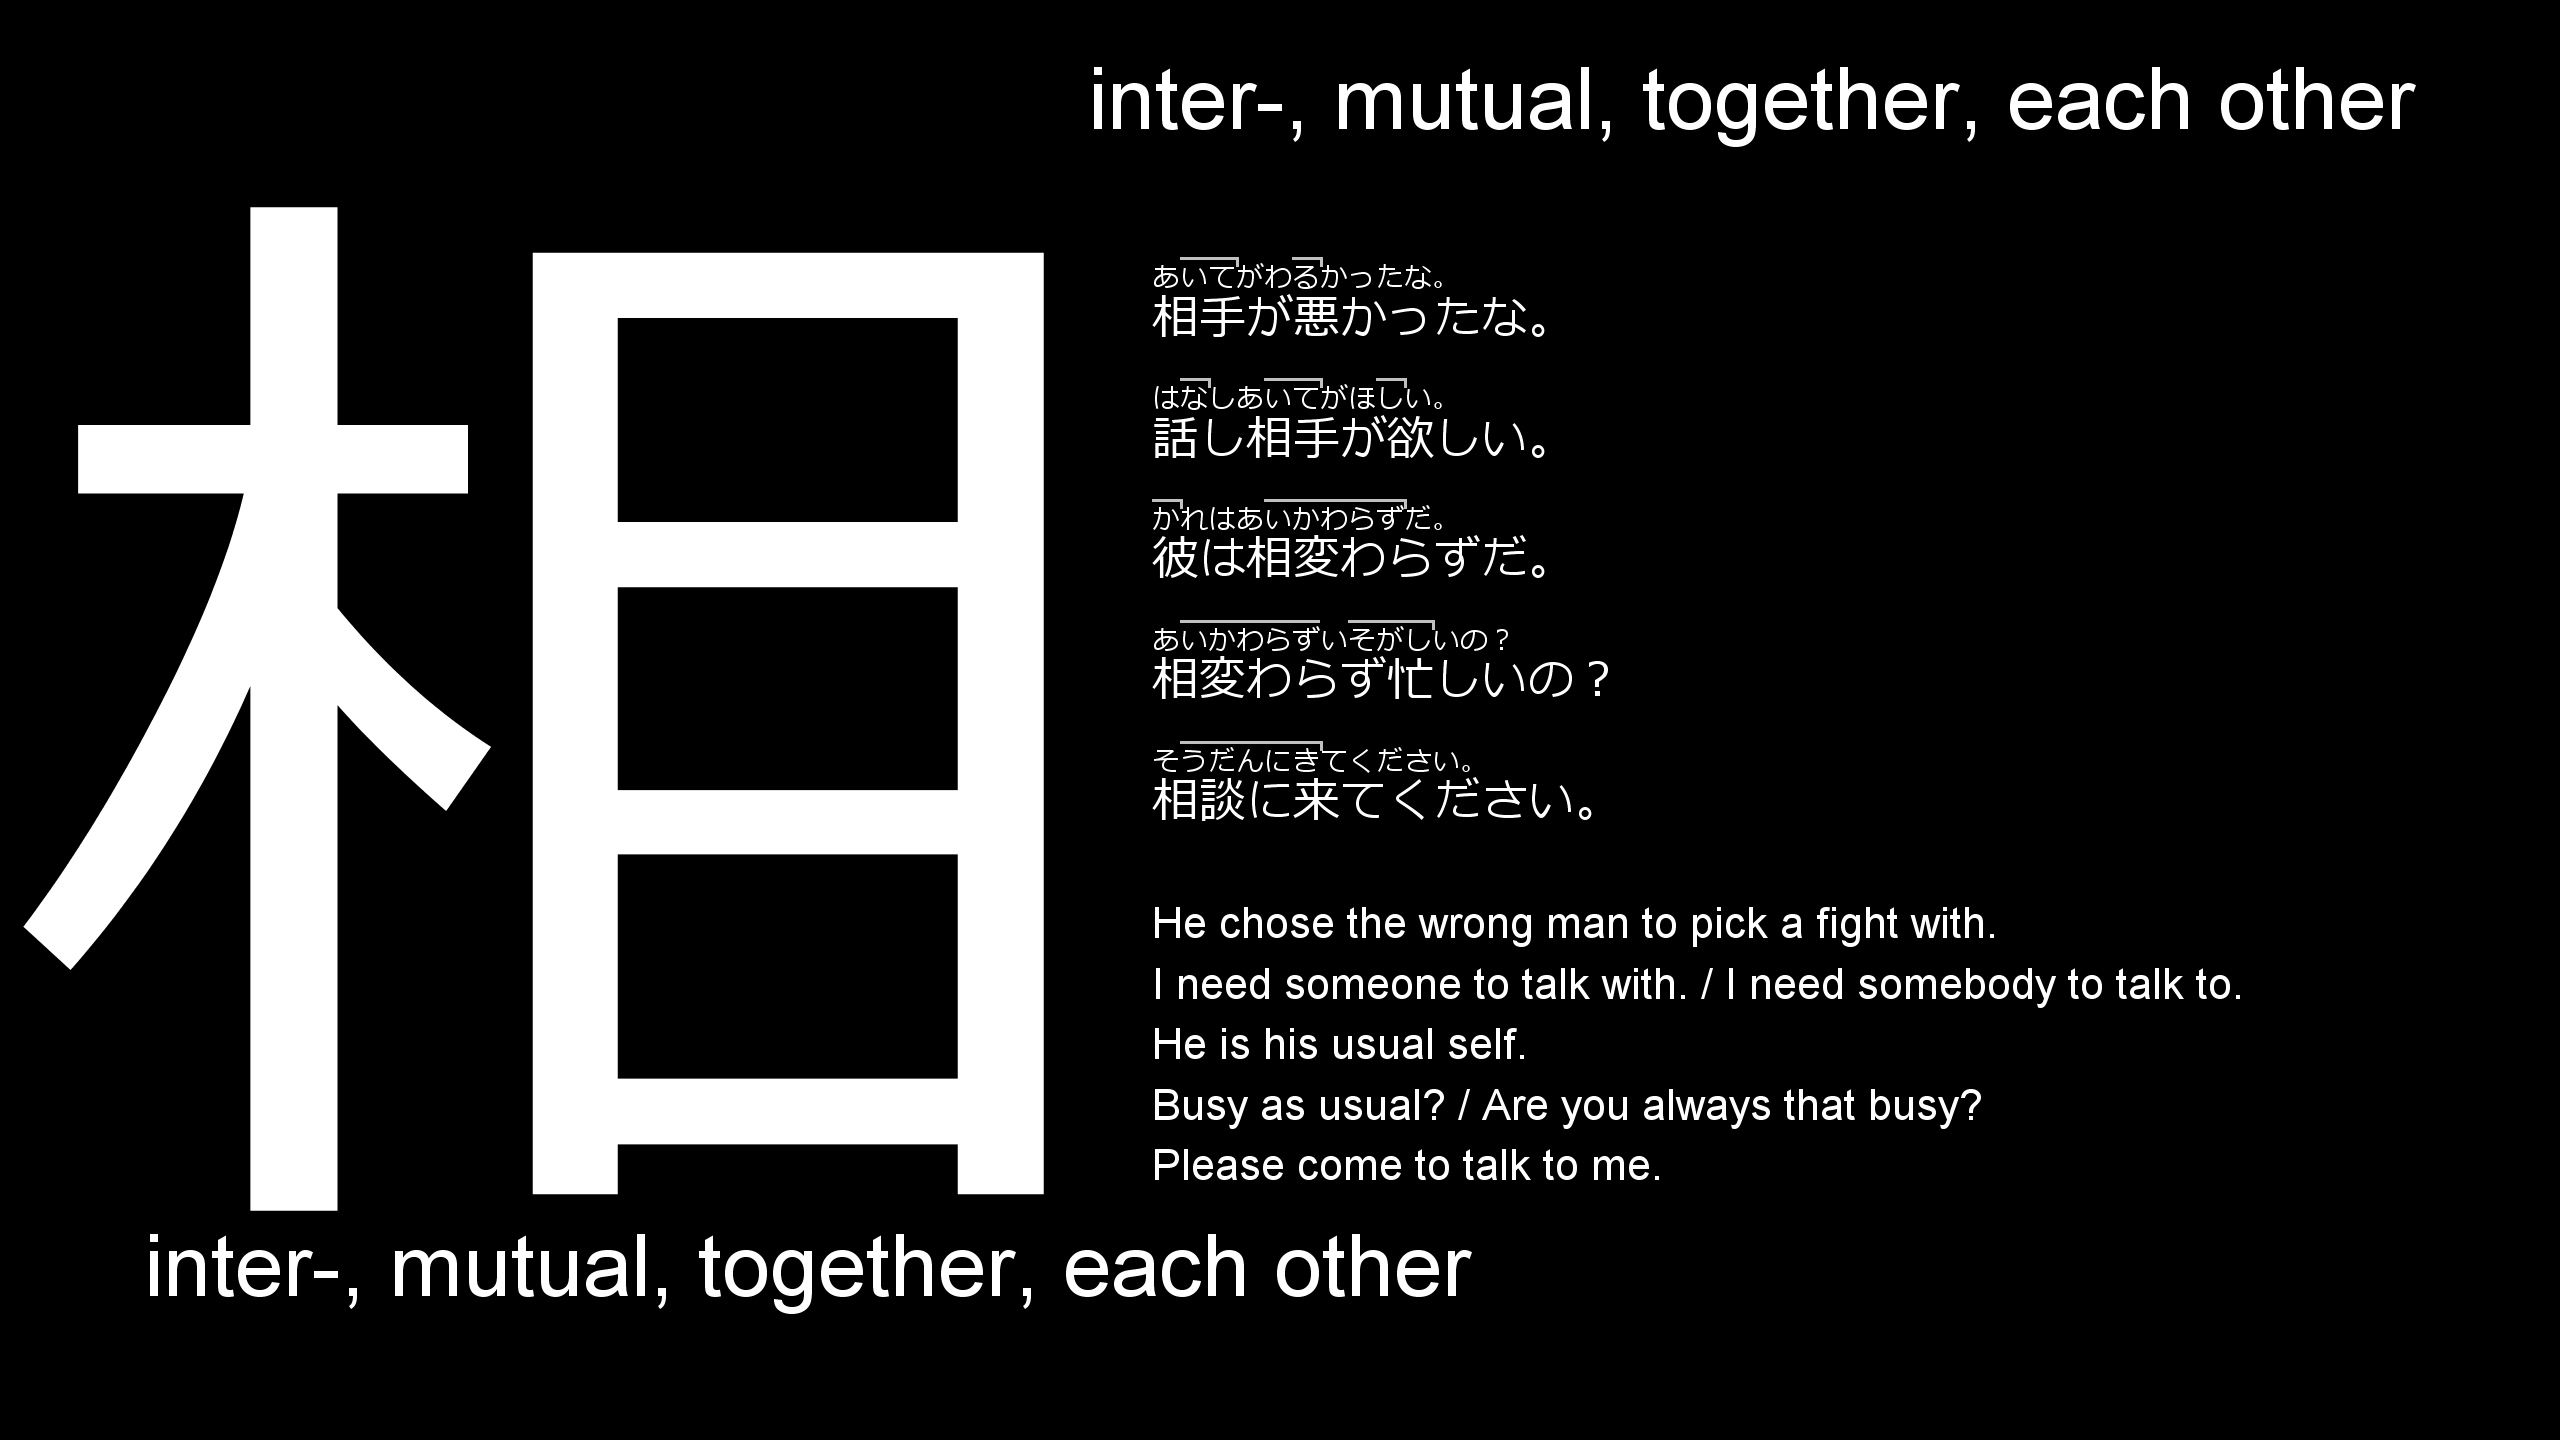 inter-, mutual, together, each other
相
あいてがわるかったな。
相手が悪かったな。
はなしあいてがほしい。
話し相手が欲しい。
かれはあいかわらずだ。
彼は相変わらずだ。
あいかわらずいそがしいの？
相変わらず忙しいの？
そうだんにきてください。
相談に来てください。
He chose the wrong man to pick a fight with.
I need someone to talk with. / I need somebody to talk to.
He is his usual self.
Busy as usual? / Are you always that busy?
Please come to talk to me.
inter-, mutual, together, each other